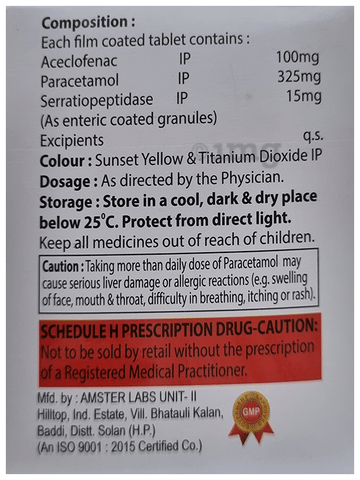 Composition :
Each film coated tablet contains :
Aceclofenac IP 100mg
Paracetamol IP 325mg
Serratiopeptidase IP 15mg
(As enteric coated granules)
Excipients q.s.
1mg
Colour : Sunset Yellow & Titanium Dioxide IP
Dosage : As directed by the Physician.
Storage : Store in a cool, dark & dry place
below 25°C. Protect from direct light.
Keep all medicines out of reach of children.
Caution : Taking more than daily dose of Paracetamol may
cause serious liver damage or allergic reactions (e.g. swelling
of face, mouth & throat, difficulty in breathing, itching or rash).
SCHEDULE H PRESCRIPTION DRUG-CAUTION:
Not to be sold by retail without the prescription
of a Registered Medical Practitioner.
Mfd. by : AMSTER LABS UNIT- II
Hilltop, Ind. Estate, Vill. Bhatauli Kalan,
Baddi, Distt. Solan (H.P.)
(An ISO 9001 : 2015 Certified Co.)
GMP